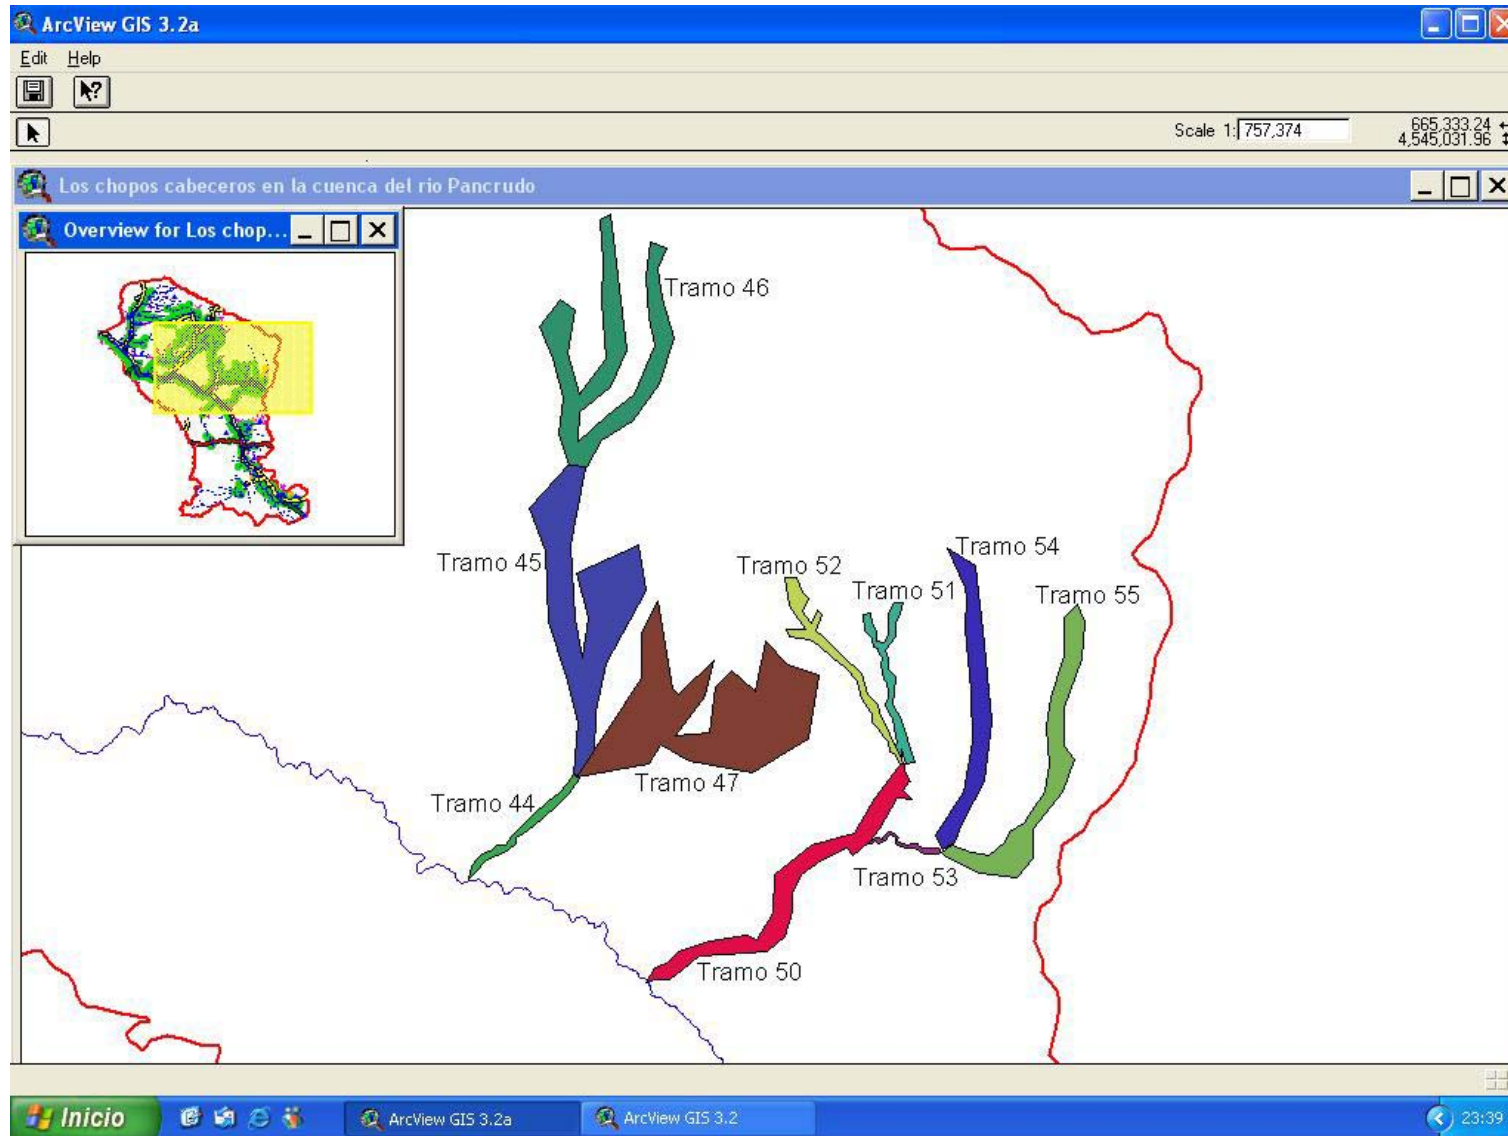 ArcView GIS 3.2a
Edit Help
Scale 1: 757,374
665,333.24
4,545,031.96
Los chopos cabeceros en la cuenca del rio Pancrudo
Overview for Los chop...
Tramo 46
Tramo 45
Tramo 52
Tramo 54
Tramo 51
Tramo 55
Tramo 47
Tramo 44
Tramo 53
Tramo 50
Inicio
ArcView GIS 3.2a
ArcView GIS 3.2
23:39